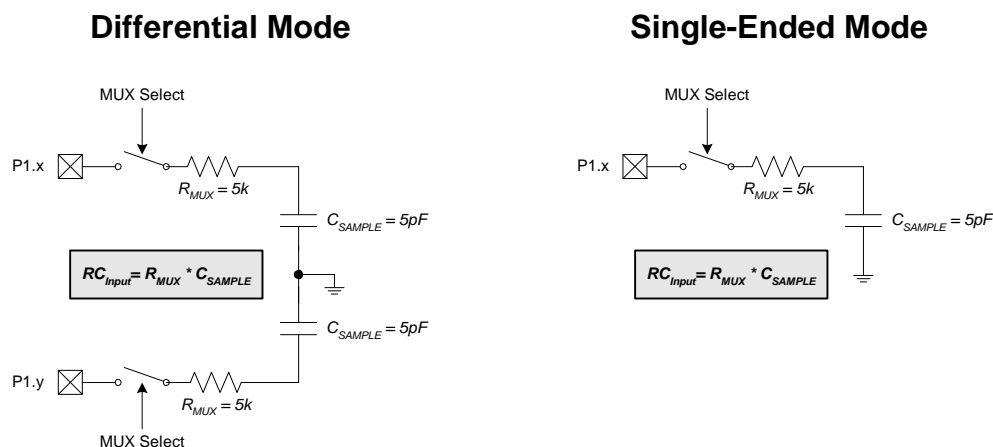 Differential Mode
MUX Select
P1.x
R_MUX = 5k
C_SAMPLE = 5pF
RC_Input= R_MUX * C_SAMPLE
C_SAMPLE = 5pF
P1.y
R_MUX = 5k
MUX Select
Single-Ended Mode
MUX Select
P1.x
R_MUX = 5k
C_SAMPLE = 5pF
RC_Input= R_MUX * C_SAMPLE